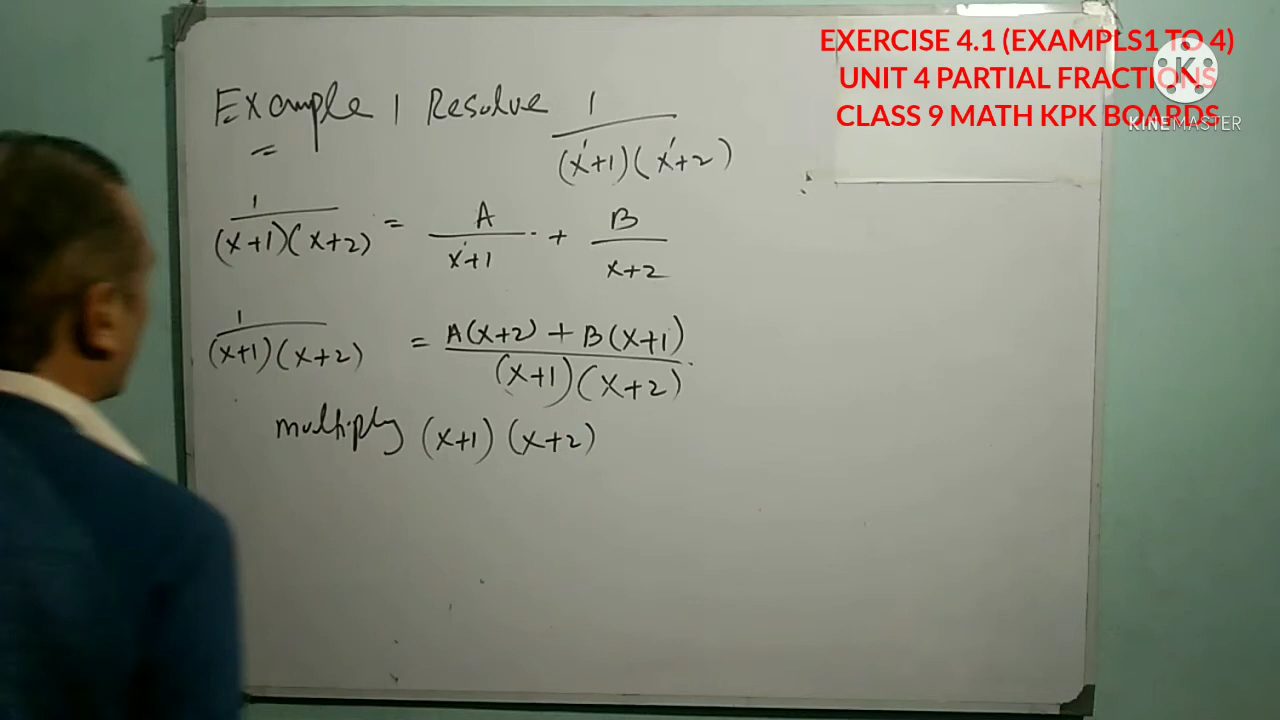 EXERCISE 4.1 (EXAMPLS1 TO 4)
UNIT 4 PARTIAL FRACTIONS
CLASS 9 MATH KPK BOARDS
K
KINEMASTER
Example 1 Resolve 1/((x+1)(x+2))
1/((x+1)(x+2)) = A/(x+1) + B/(x+2)
1/((x+1)(x+2)) = (A(x+2) + B(x+1))/((x+1)(x+2))
multiply (x+1)(x+2)